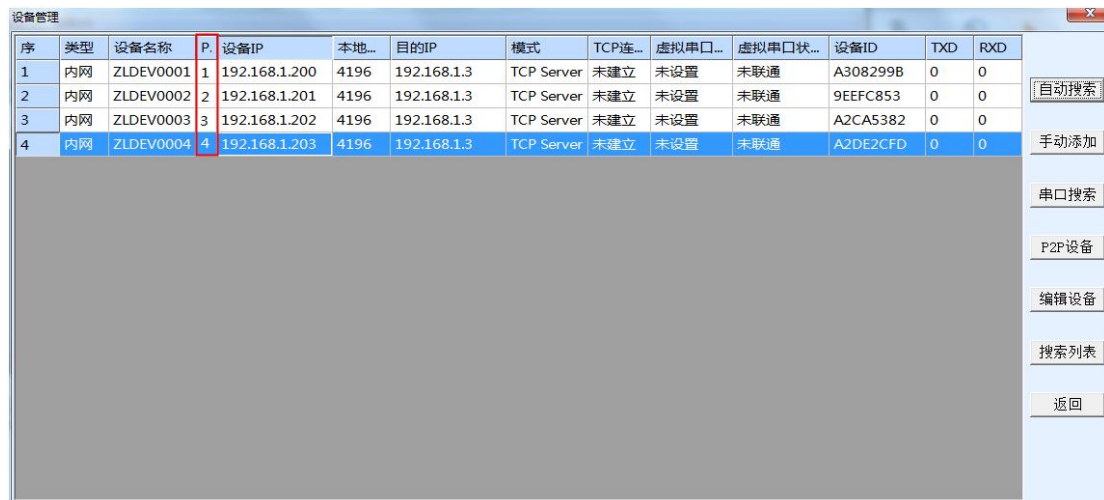 设备管理
序 类型 设备名称 P. 设备IP 本地... 目的IP 模式 TCP连... 虚拟串口... 虚拟串口状... 设备ID TXD RXD
1 内网 ZLDEV0001 1 192.168.1.200 4196 192.168.1.3 TCP Server 未建立 未设置 未联通 A308299B 0 0
2 内网 ZLDEV0002 2 192.168.1.201 4196 192.168.1.3 TCP Server 未建立 未设置 未联通 9EEFC853 0 0
3 内网 ZLDEV0003 3 192.168.1.202 4196 192.168.1.3 TCP Server 未建立 未设置 未联通 A2CA5382 0 0
4 内网 ZLDEV0004 4 192.168.1.203 4196 192.168.1.3 TCP Server 未建立 未设置 未联通 A2DE2CFD 0 0
自动搜索
手动添加
串口搜索
P2P设备
编辑设备
搜索列表
返回